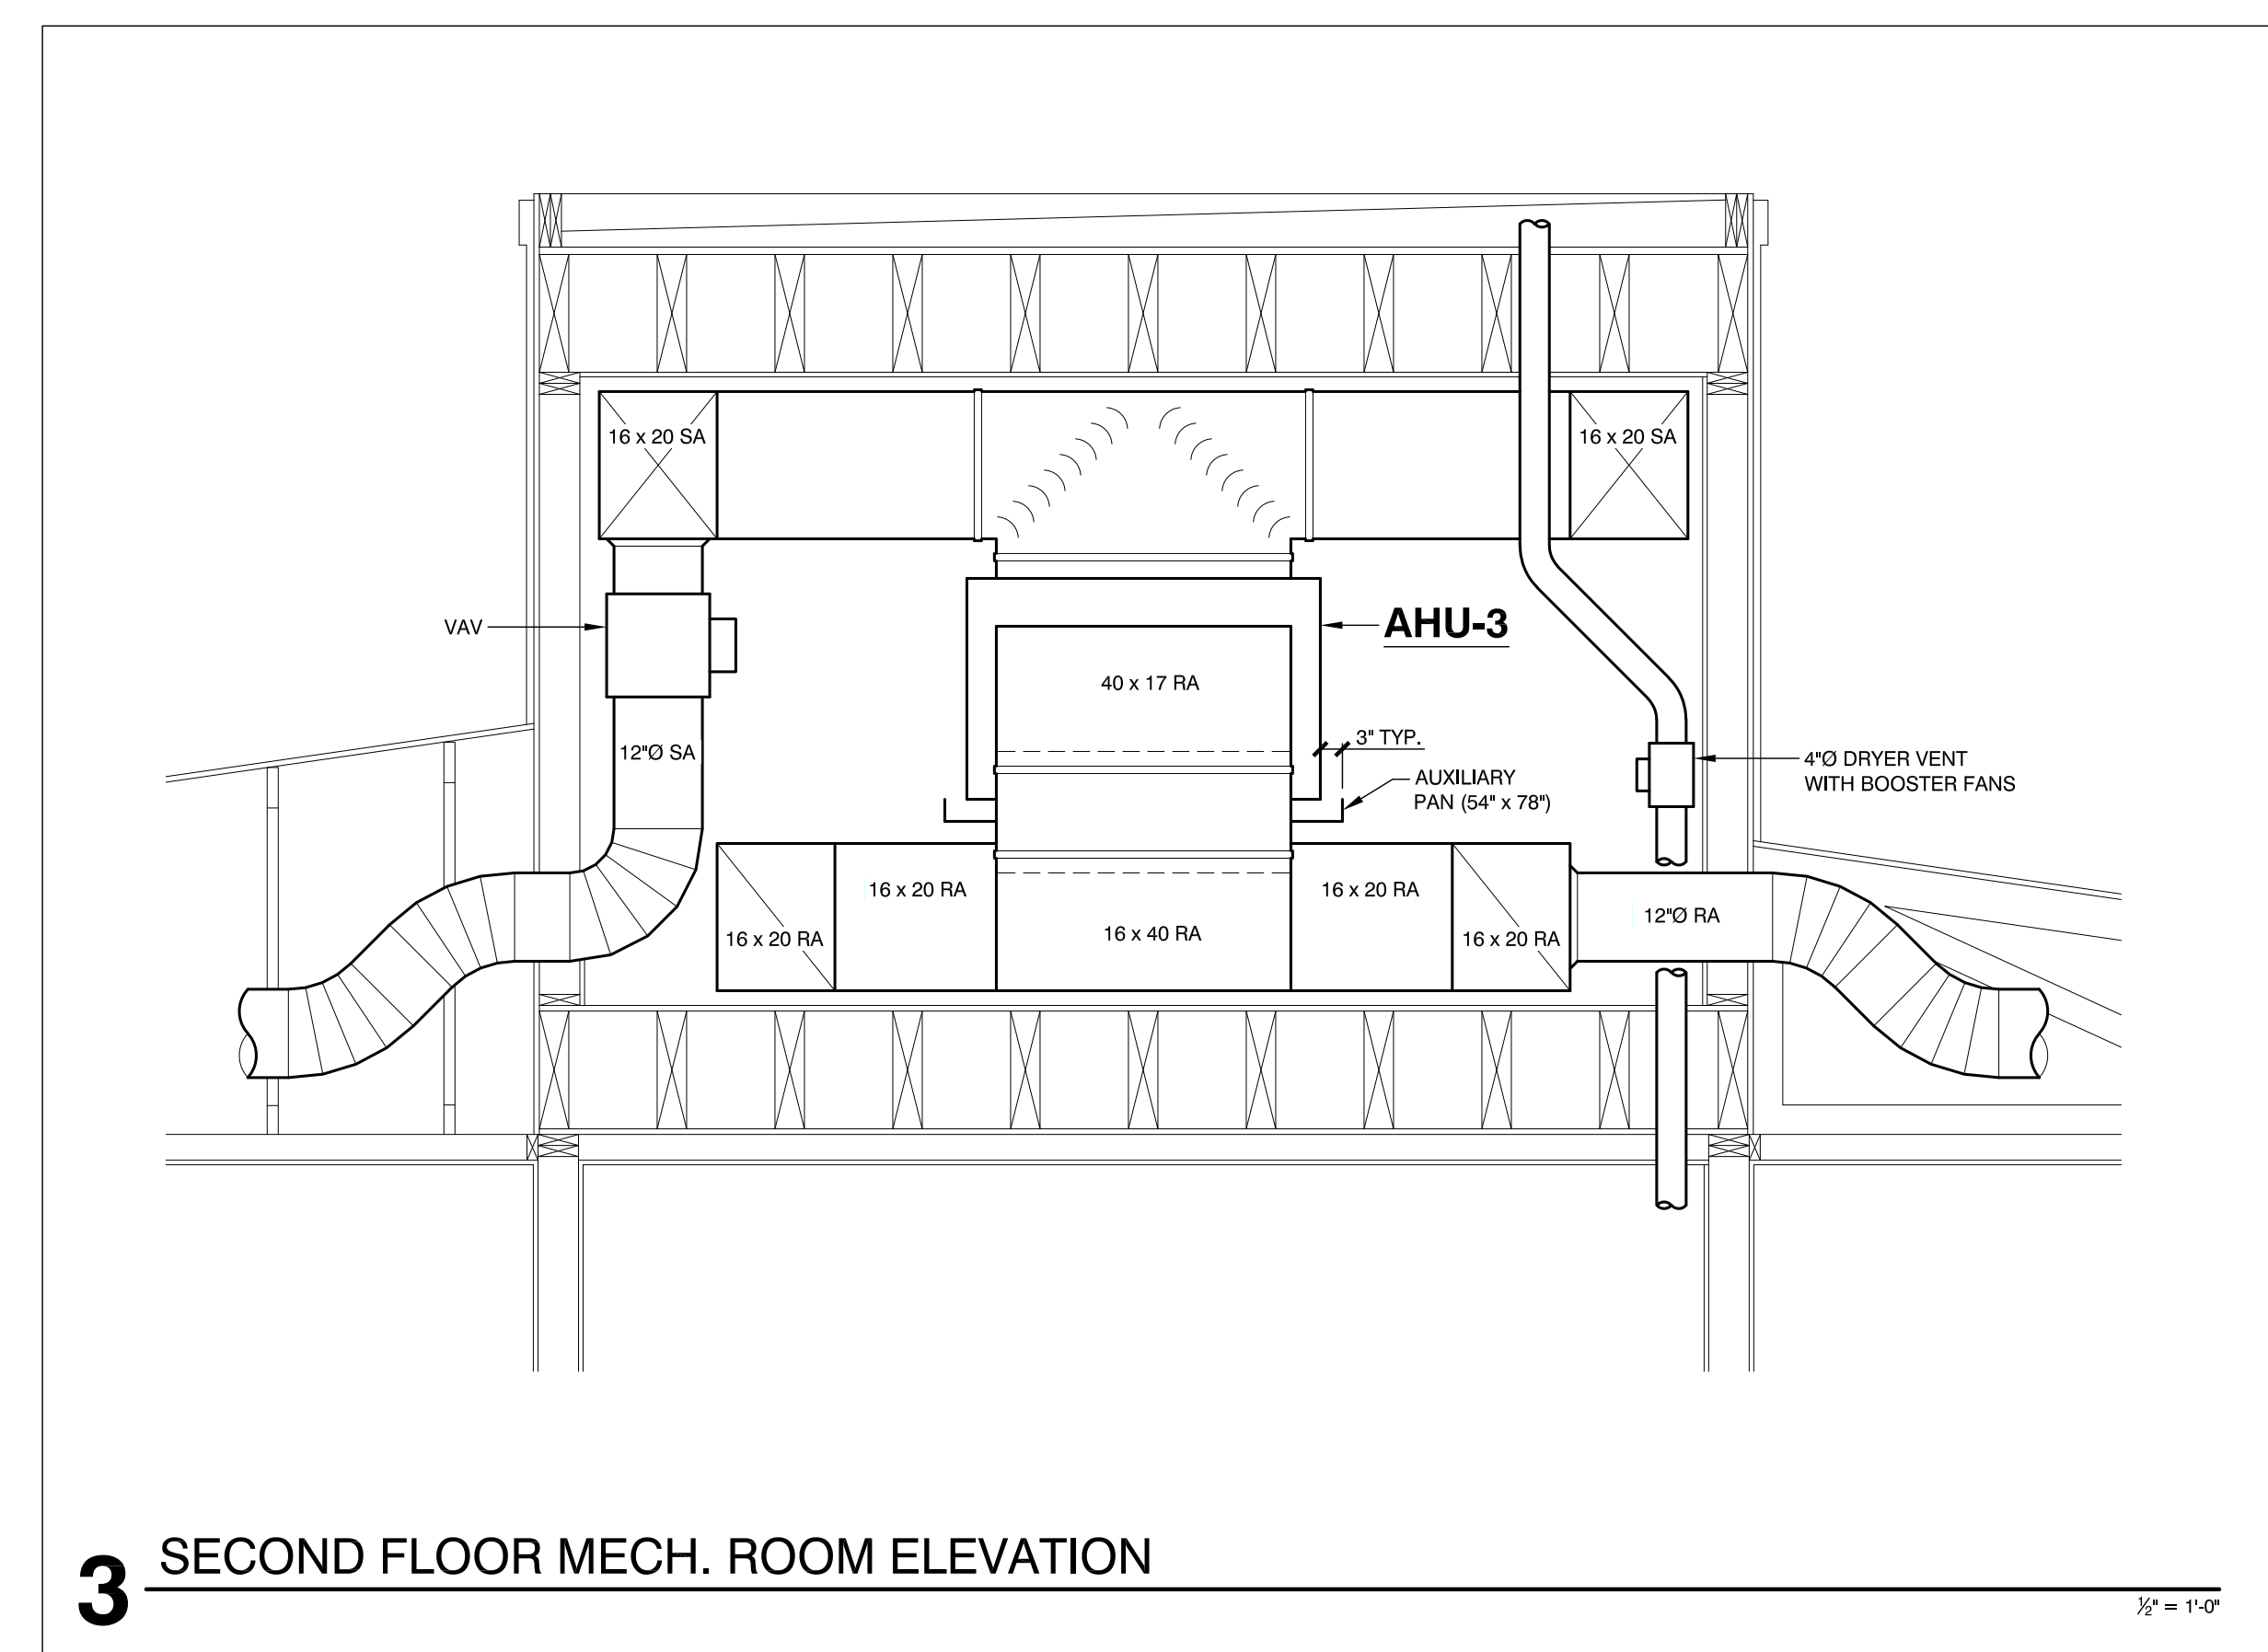 16 x 20 SA
16 x 20 SA
VAV
AHU-3
40 x 17 RA
12"Ø SA
3" TYP.
AUXILIARY
PAN (54" x 78")
4"Ø DRYER VENT
WITH BOOSTER FANS
16 x 20 RA
16 x 20 RA
12"Ø RA
16 x 20 RA
16 x 40 RA
16 x 20 RA
3 SECOND FLOOR MECH. ROOM ELEVATION
½" = 1'-0"